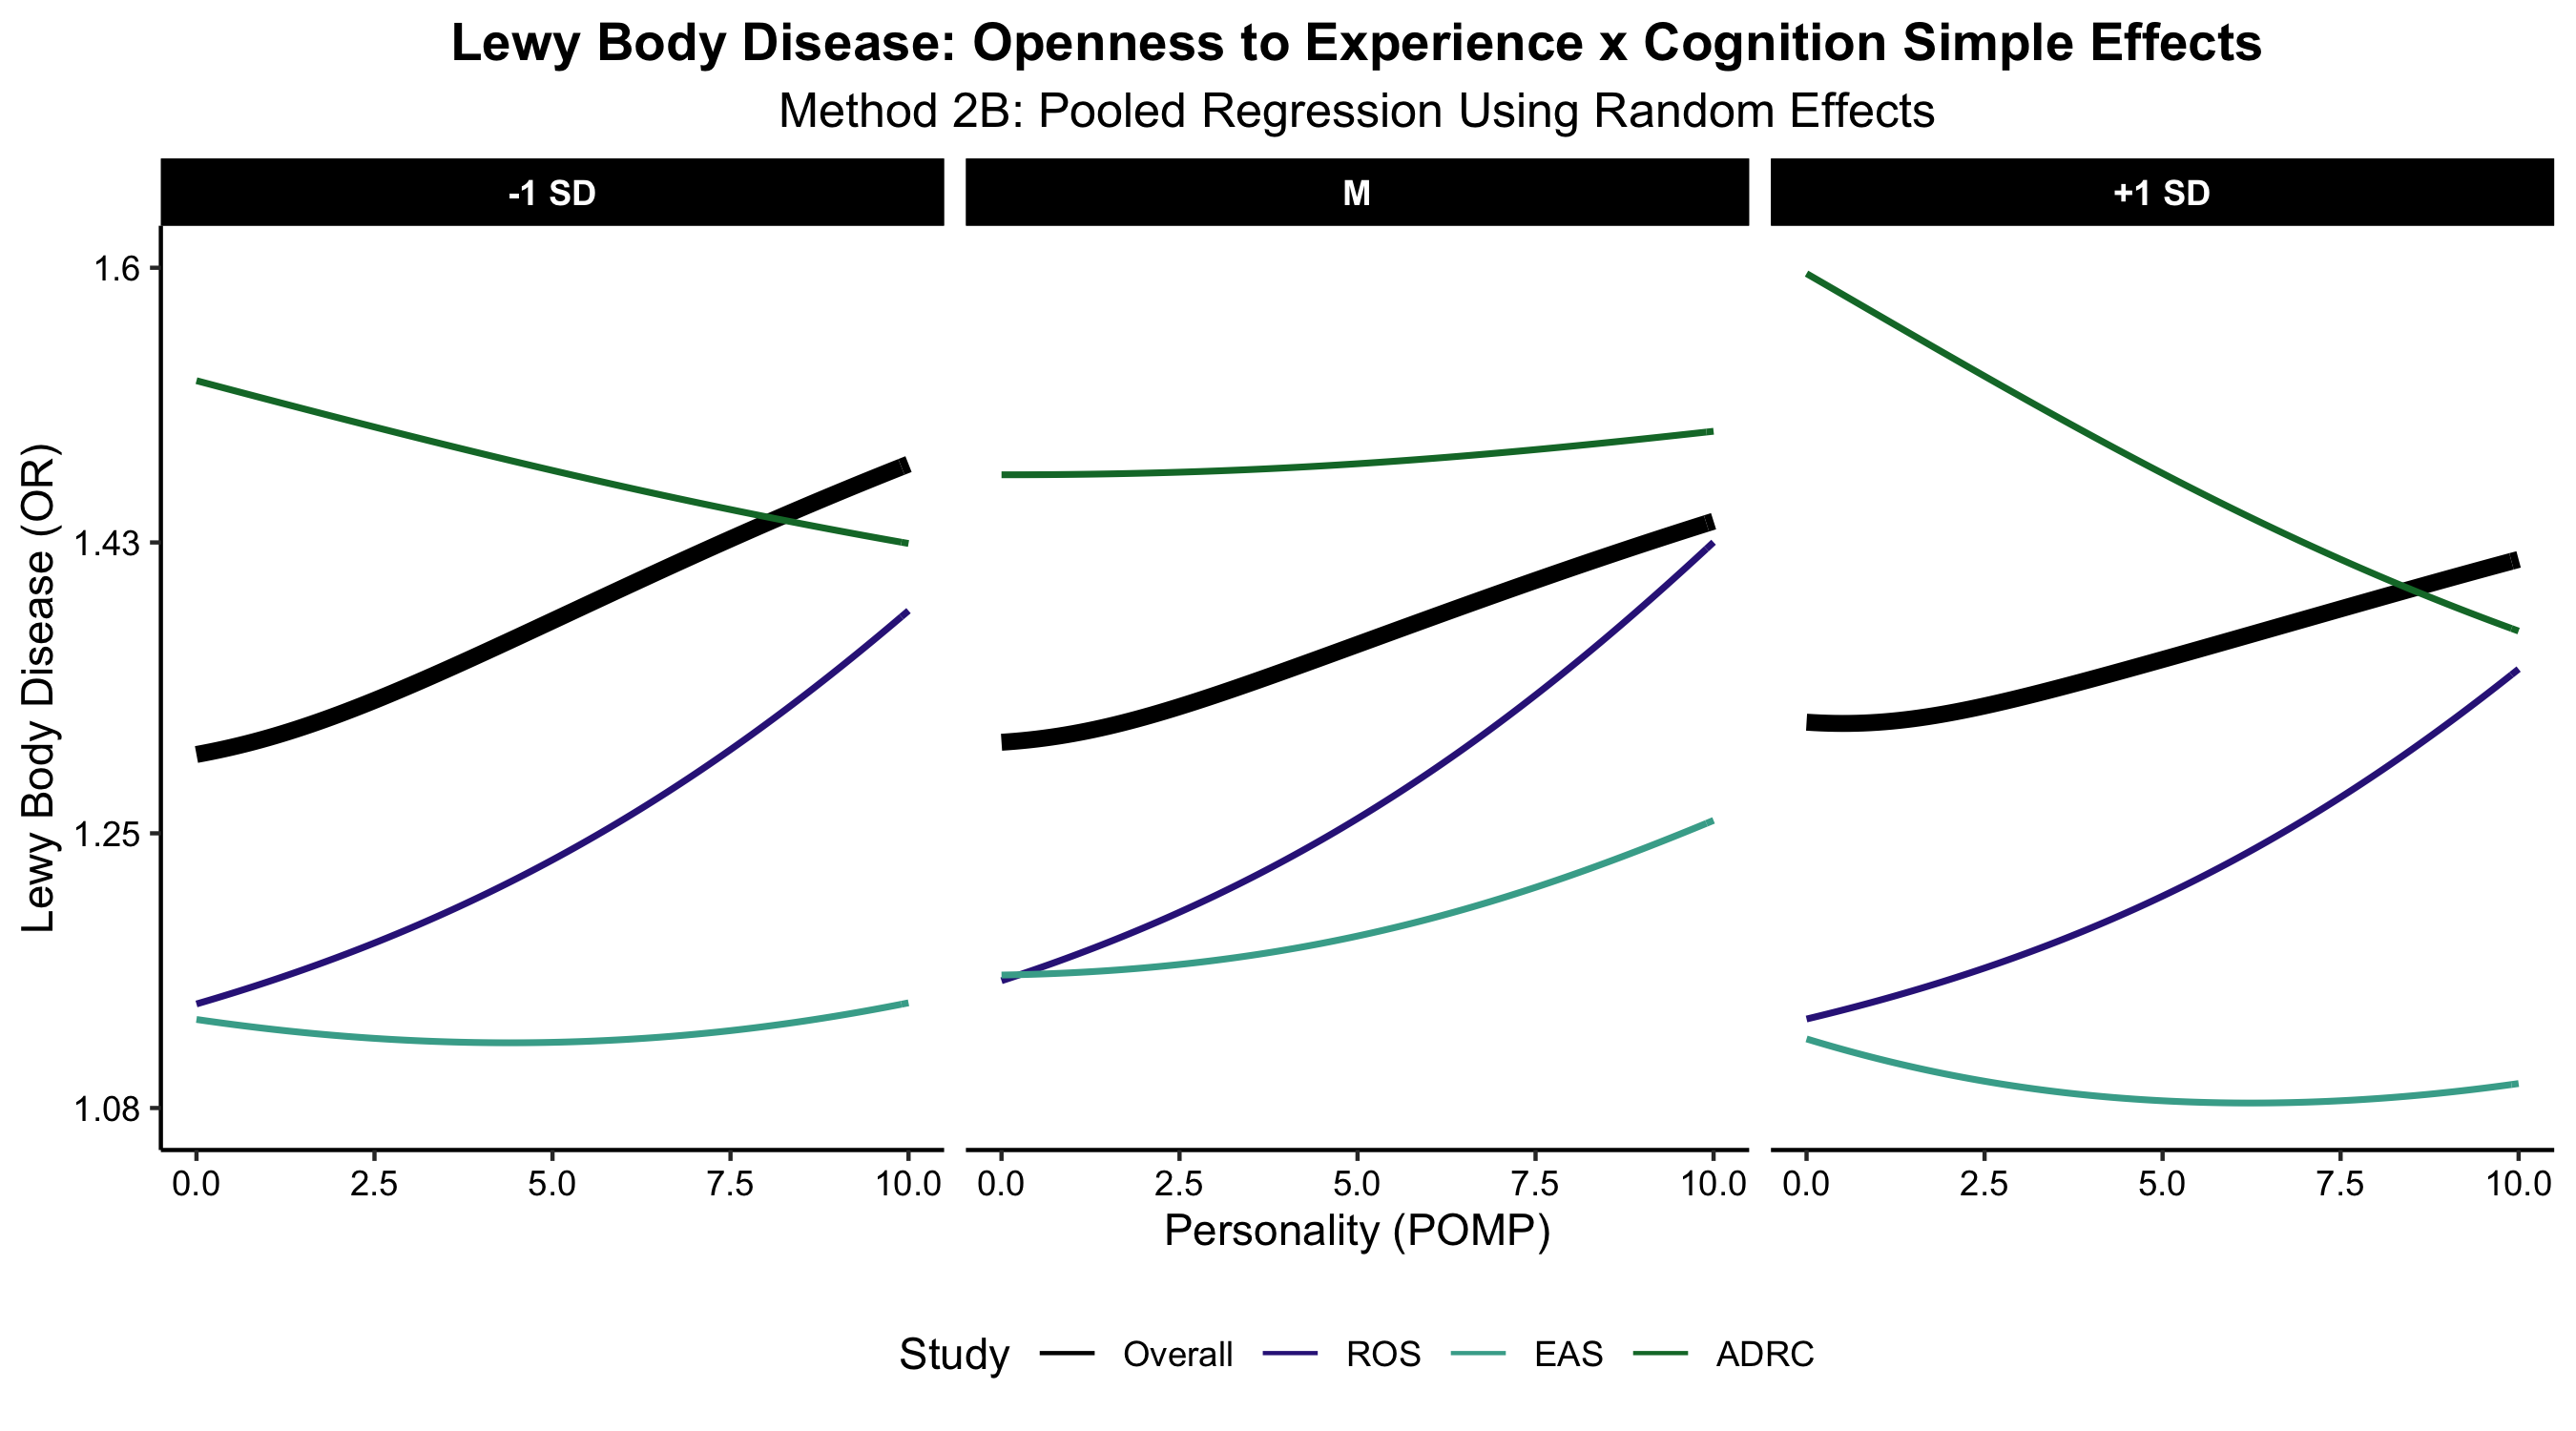 Lewy Body Disease: Openness to Experience x Cognition Simple Effects
Method 2B: Pooled Regression Using Random Effects
-1 SD
M
+1 SD
Lewy Body Disease (OR)
1.6
1.43
1.25
1.08
0.0 2.5 5.0 7.5 10.0
0.0 2.5 5.0 7.5 10.0
0.0 2.5 5.0 7.5 10.0
Personality (POMP)
Study Overall ROS EAS ADRC